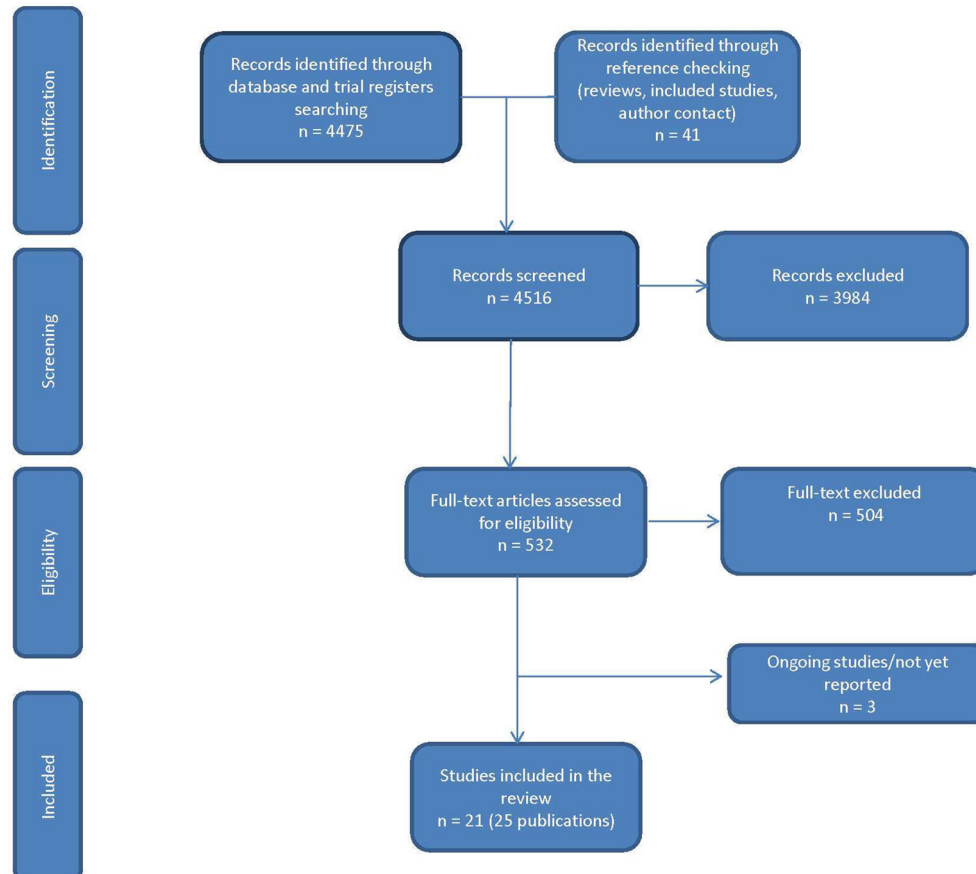 Identification
Records identified through
database and trial registers
searching
n = 4475
Records identified through
reference checking
(reviews, included studies,
author contact)
n = 41
Screening
Records screened
n = 4516
Records excluded
n = 3984
Eligibility
Full-text articles assessed
for eligibility
n = 532
Full-text excluded
n = 504
Ongoing studies/not yet
reported
n = 3
Included
Studies included in the
review
n = 21 (25 publications)